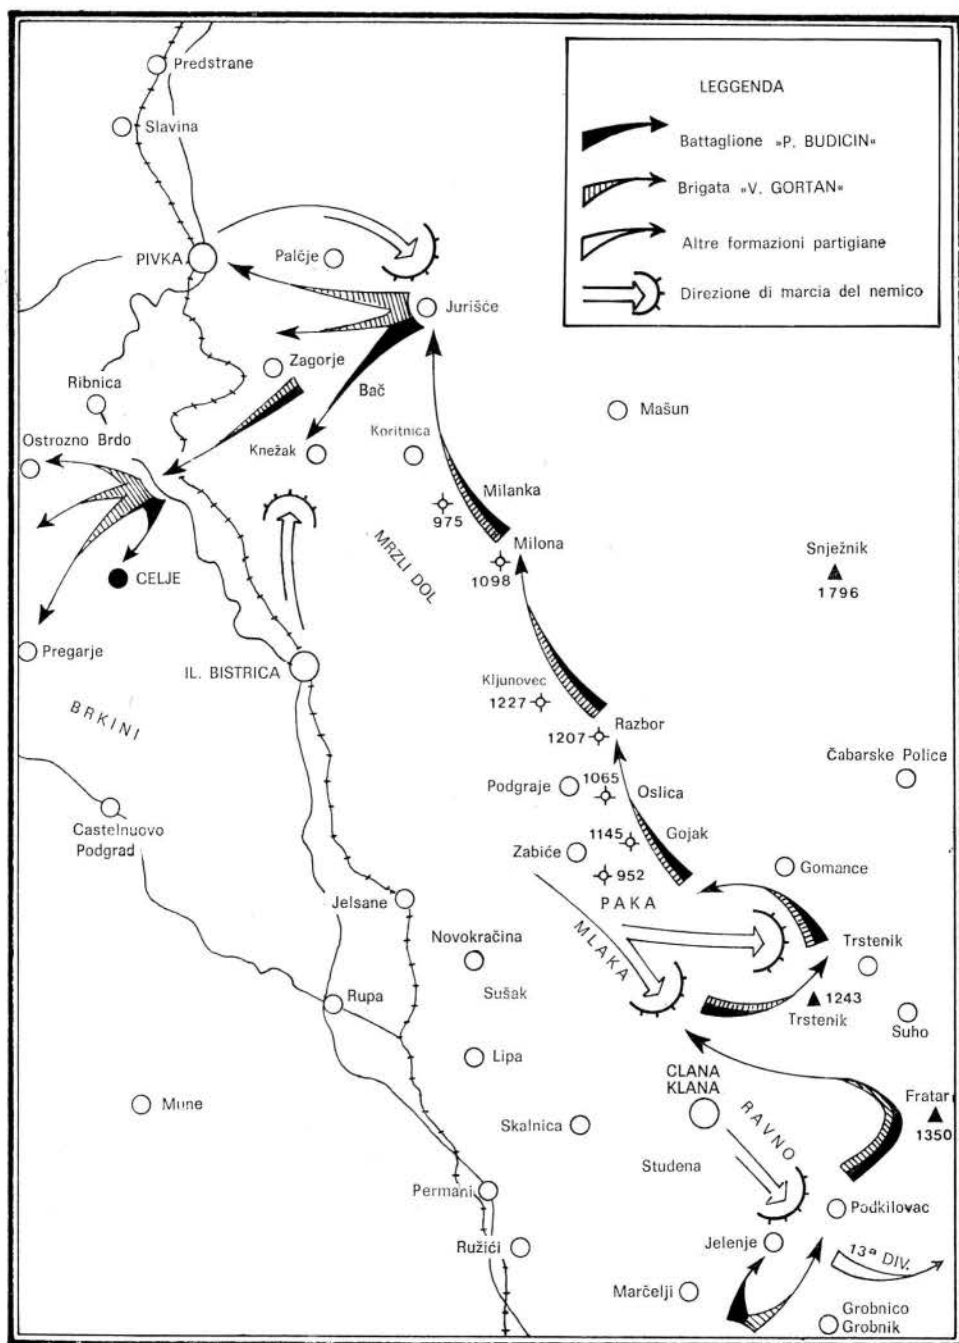 LEGGENDA
Battaglione »P. BUDICIN«
Brigata »V. GORTAN«
Altre formazioni partigiane
Direzione di marcia del nemico
Predstrane
Slavina
PIVKA
Palčje
Jurišće
Zagorje
Bač
Ribnica
Mašun
Ostrozno Brdo
Knežak
Koritnica
Milanka
975
Milona
1098
MRZLI DOL
Snježnik
1796
CELJE
Pregarje
IL. BISTRICA
BRKINI
Kljunovec
1227
Razbor
1207
Čabarske Police
Podgraje
1065
Oslica
Castelnuovo
Podgrad
1145
Gojak
Zabiće
952
Gomance
PAKA
Jelsane
MLAKA
Novokračina
Trstenik
Sušak
1243
Trstenik
Rupa
Suho
Lipa
CLANA
KLANA
Fratar
1350
Mune
Skalnica
RAVNO
Studena
Permani
Podkilovac
Ružići
Jelenje
13ª DIV.
Marčelji
Grobnico
Grobnik